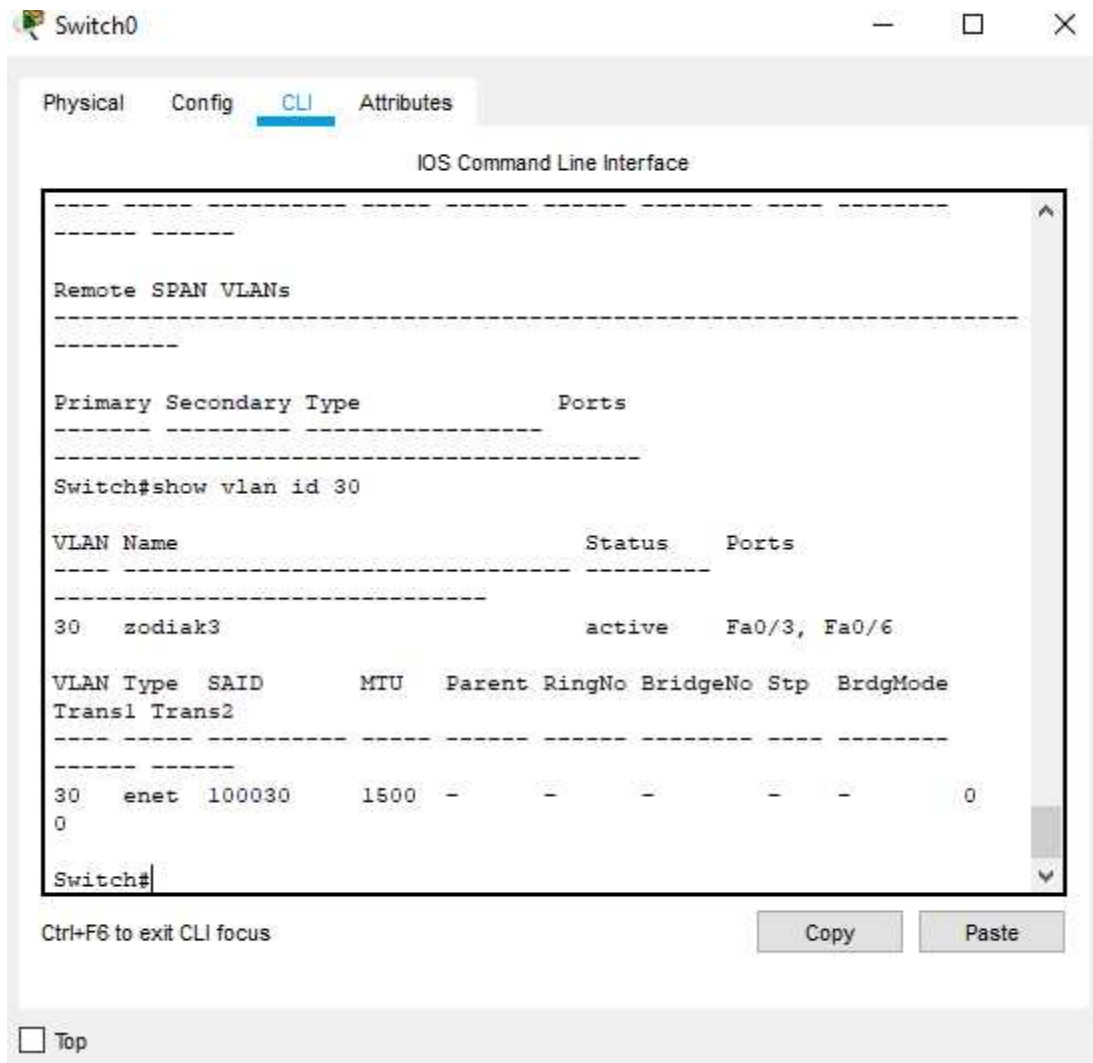 Switch0
Physical Config CLI Attributes
IOS Command Line Interface
---- ----- ---------- ----- ------ ------ -------- ---- --------
------ ------
Remote SPAN VLANs
---------------------------------------------------------------------
---------
Primary Secondary Type Ports
------- --------- -----------------
------------------------------------------
Switch#show vlan id 30
VLAN Name Status Ports
---- -------------------------------- ---------
-------------------------------
30 zodiak3 active Fa0/3, Fa0/6
VLAN Type SAID MTU Parent RingNo BridgeNo Stp BrdgMode
Trans1 Trans2
---- ----- ---------- ----- ------ ------ -------- ---- --------
------ ------
30 enet 100030 1500 - - - - - 0
0
Switch#
Ctrl+F6 to exit CLI focus
Copy Paste
Top